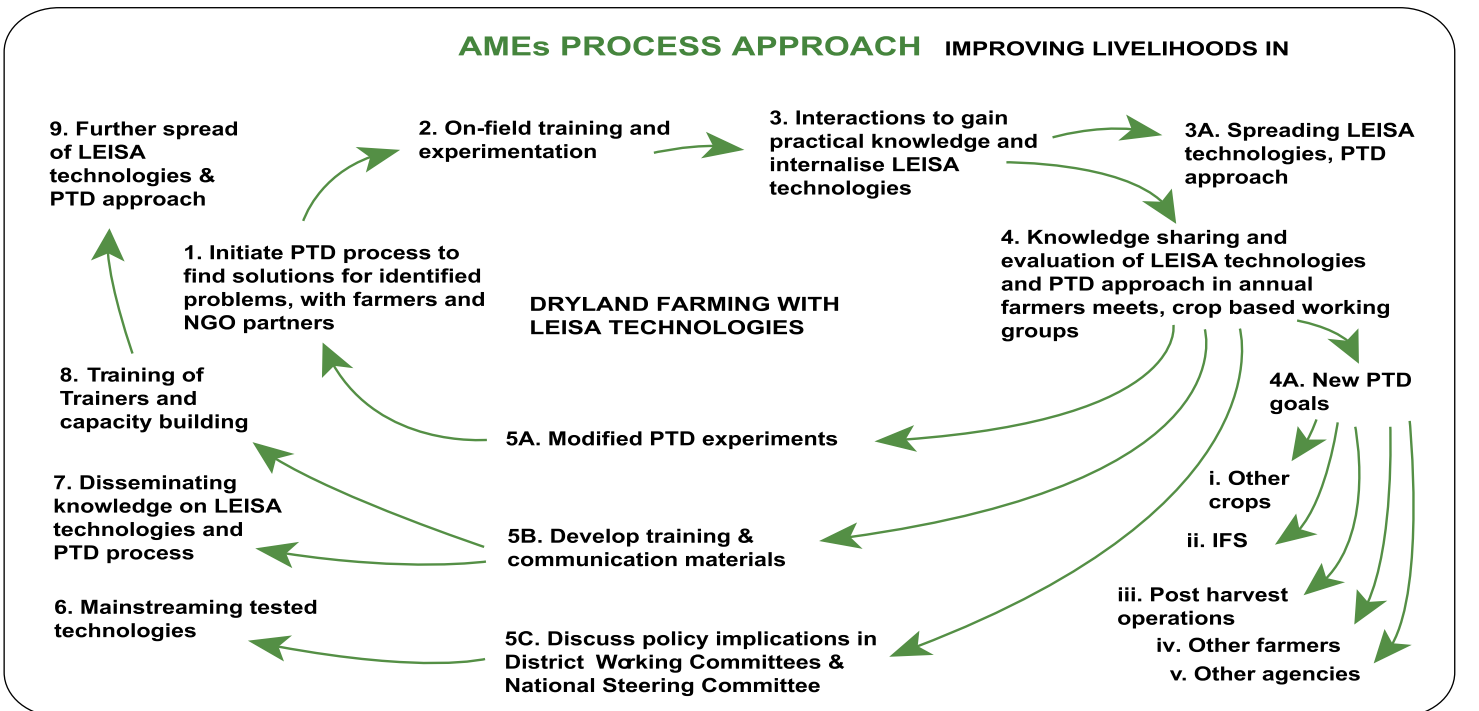 AMEs PROCESS APPROACH IMPROVING LIVELIHOODS IN
9. Further spread
of LEISA
technologies &
PTD approach
2. On-field training and
experimentation
3. Interactions to gain
practical knowledge and
internalise LEISA
technologies
3A. Spreading LEISA
technologies, PTD
approach
1. Initiate PTD process to
find solutions for identified
problems, with farmers and
NGO partners
DRYLAND FARMING WITH
LEISA TECHNOLOGIES
4. Knowledge sharing and
evaluation of LEISA technologies
and PTD approach in annual
farmers meets, crop based working
groups
8. Training of
Trainers and
capacity building
4A. New PTD
goals
5A. Modified PTD experiments
i. Other
crops
ii. IFS
iii. Post harvest
operations
iv. Other farmers
v. Other agencies
7. Disseminating
knowledge on LEISA
technologies and
PTD process
5B. Develop training &
communication materials
6. Mainstreaming tested
technologies
5C. Discuss policy implications in
District Working Committees &
National Steering Committee